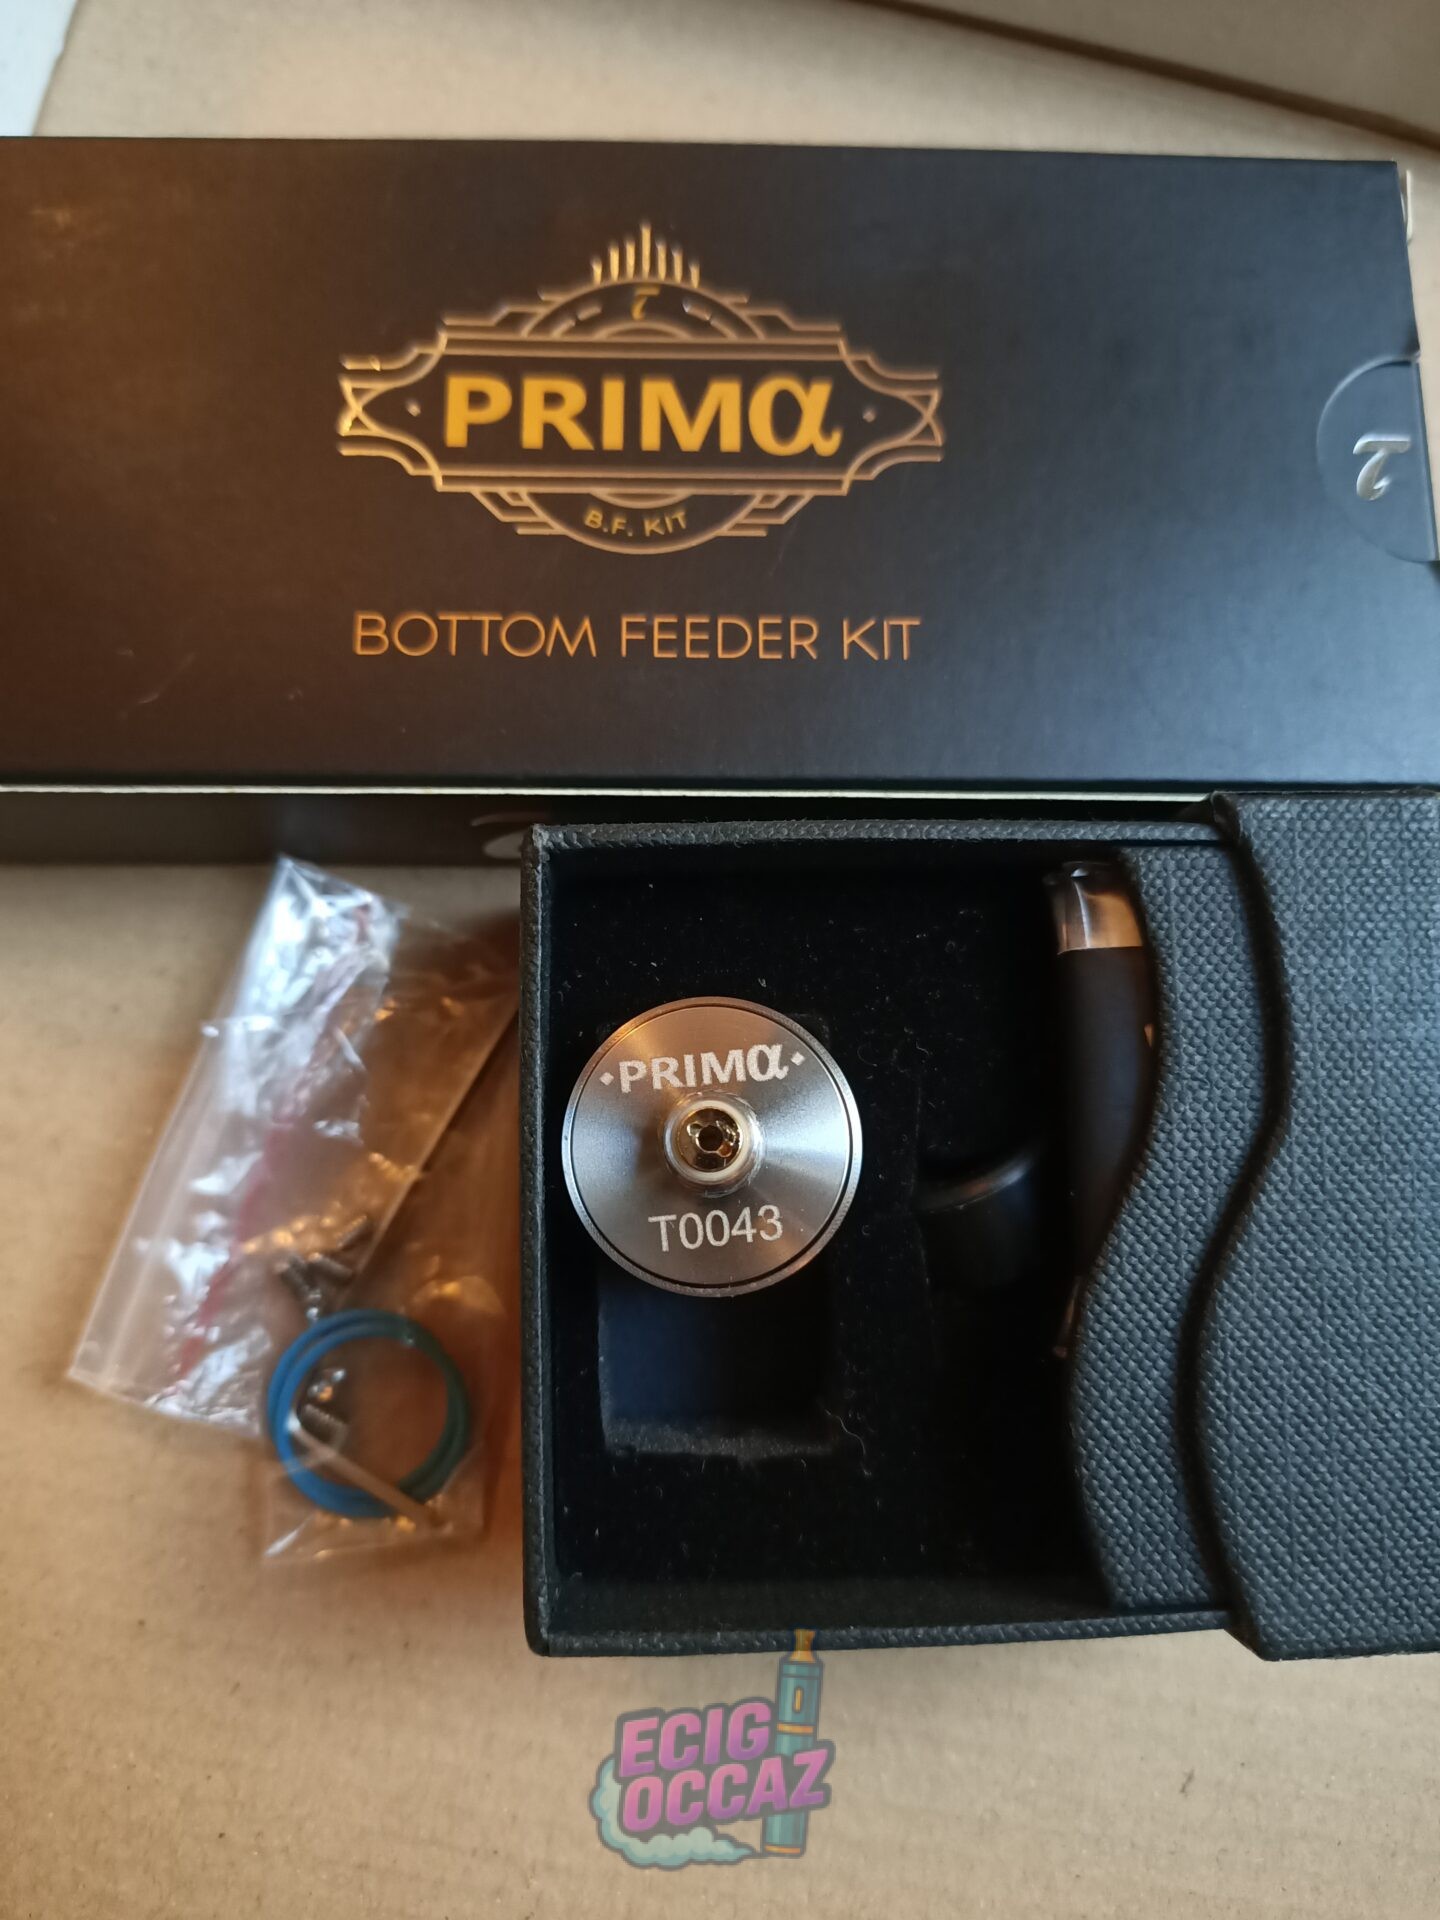 PRIMα
B.F. KIT
BOTTOM FEEDER KIT
PRIMα
T0043
ECIG
OCCAZ